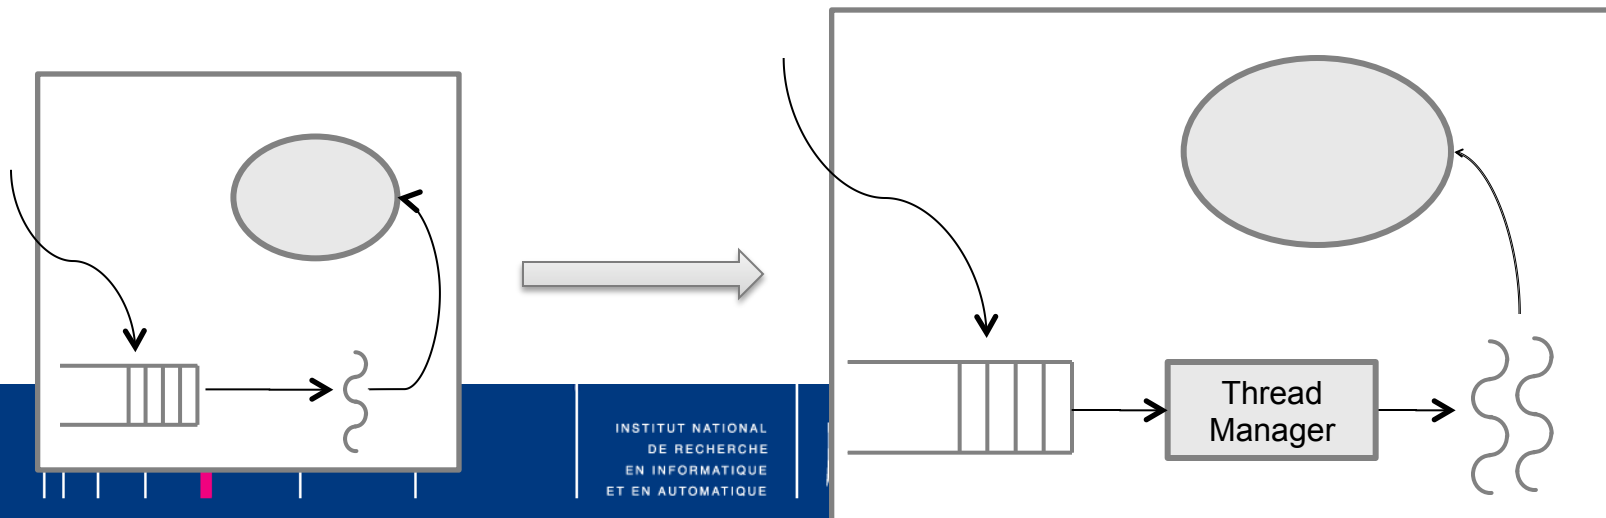 Thread
Manager
INSTITUT NATIONAL
DE RECHERCHE
EN INFORMATIQUE
ET EN AUTOMATIQUE